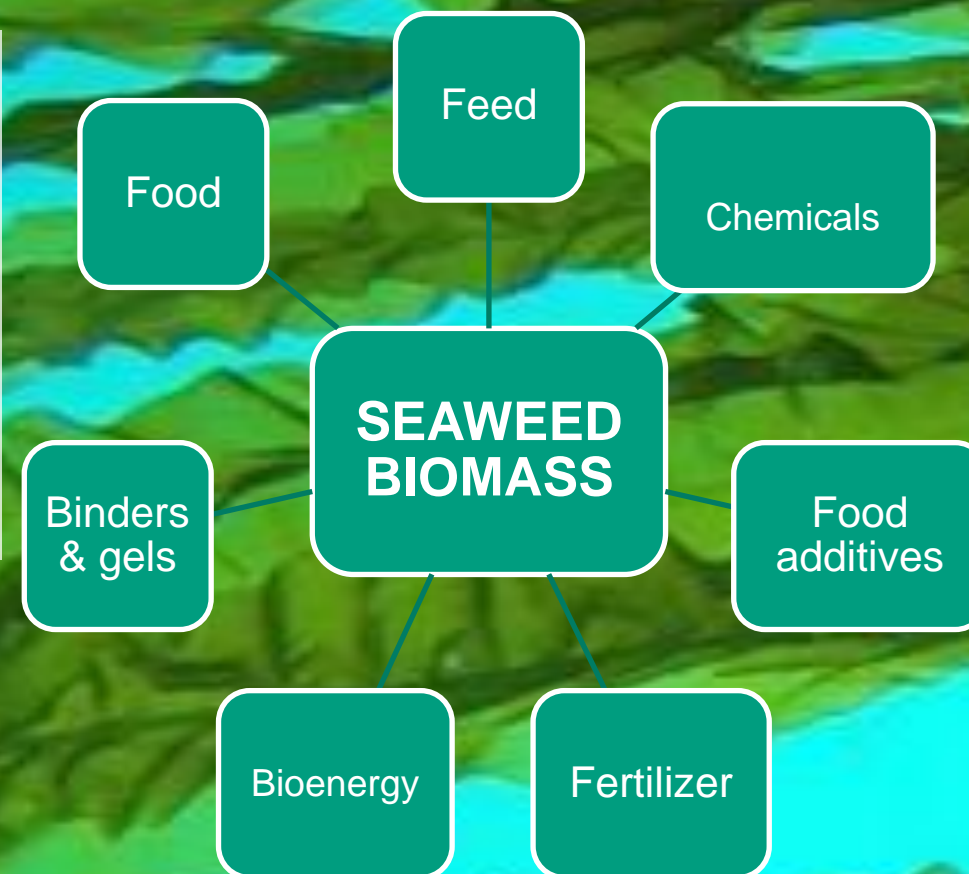 Feed
Food
Chemicals
SEAWEED
BIOMASS
Binders
& gels
Food
additives
Bioenergy
Fertilizer